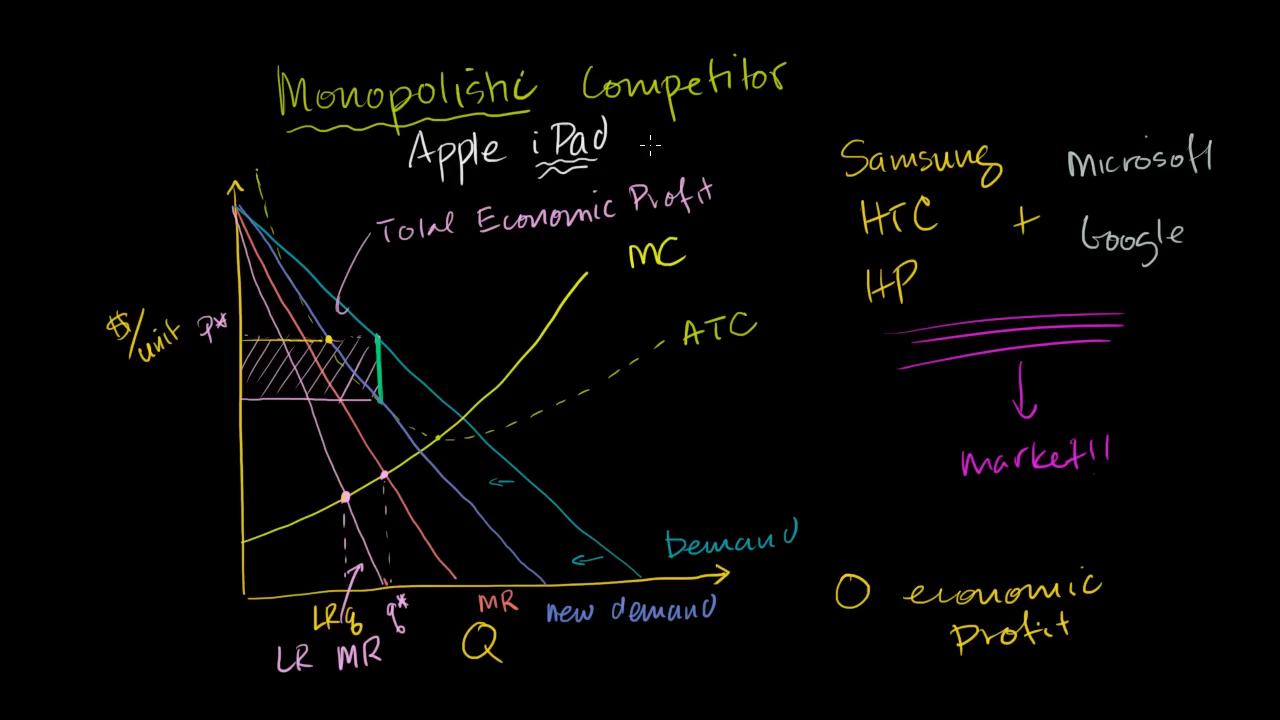 Monopolistic Competitor
Apple iPad
Total Economic Profit
MC
ATC
$/unit
P*
Demand
new demand
MR
q*
LR q
LR MR
Q
Samsung
HTC
HP
+
Microsoft
Google
market!!
0 economic
Profit